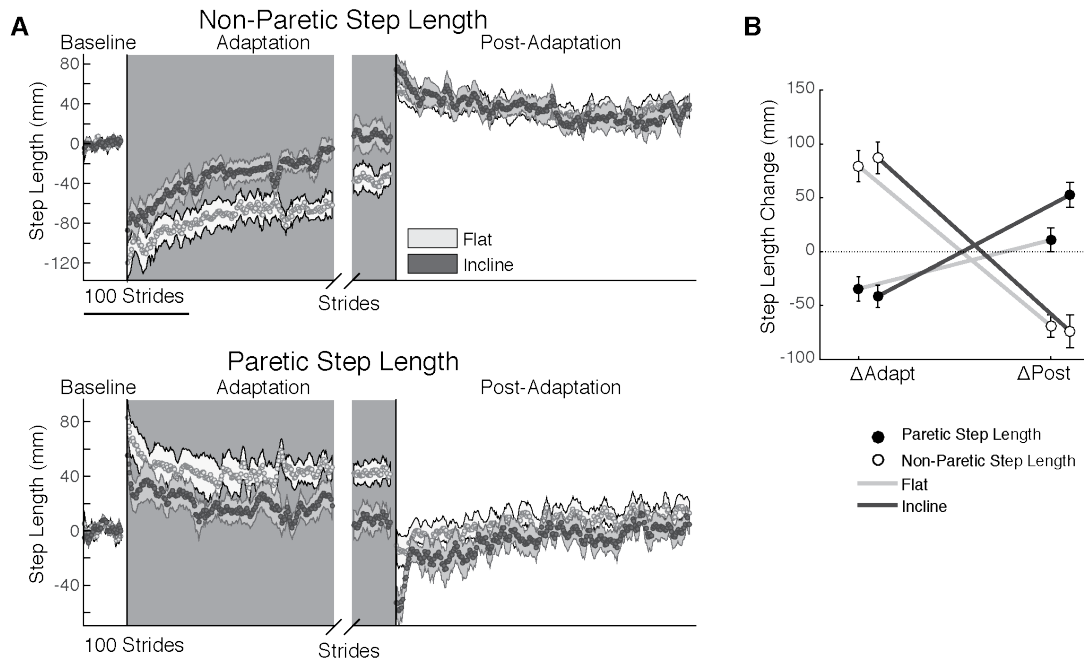 A
Non-Paretic Step Length
Baseline
Adaptation
Post-Adaptation
Step Length (mm)
80
40
0
-40
-80
-120
Flat
Incline
100 Strides
Strides
Paretic Step Length
Baseline
Adaptation
Post-Adaptation
Step Length (mm)
80
40
0
-40
100 Strides
Strides
B
Step Length Change (mm)
150
100
50
0
-50
-100
ΔAdapt
ΔPost
Paretic Step Length
Non-Paretic Step Length
Flat
Incline